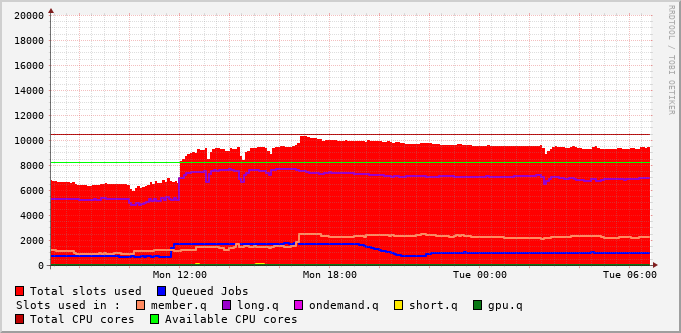 20000
18000
16000
14000
12000
10000
8000
6000
4000
2000
0
Mon 12:00 Mon 18:00 Tue 00:00 Tue 06:00
RRDTOOL / TOBI OETIKER
Total slots used Queued Jobs
Slots used in : member.q long.q ondemand.q short.q gpu.q
Total CPU cores Available CPU cores